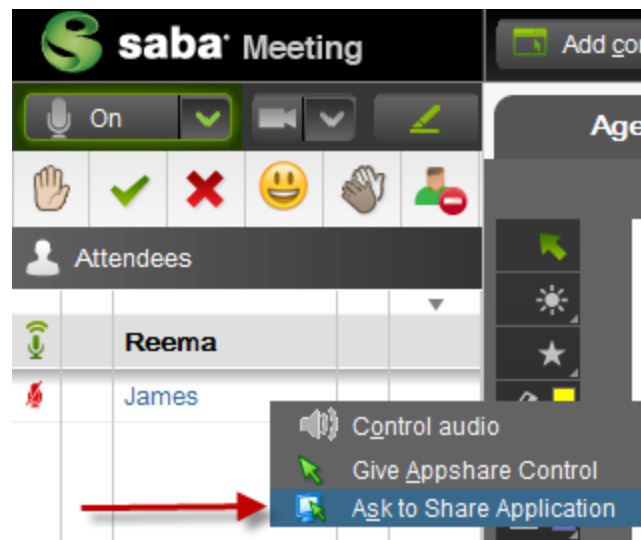 saba Meeting
Add co
On
Age
Attendees
Reema
James
Control audio
Give Appshare Control
Ask to Share Application